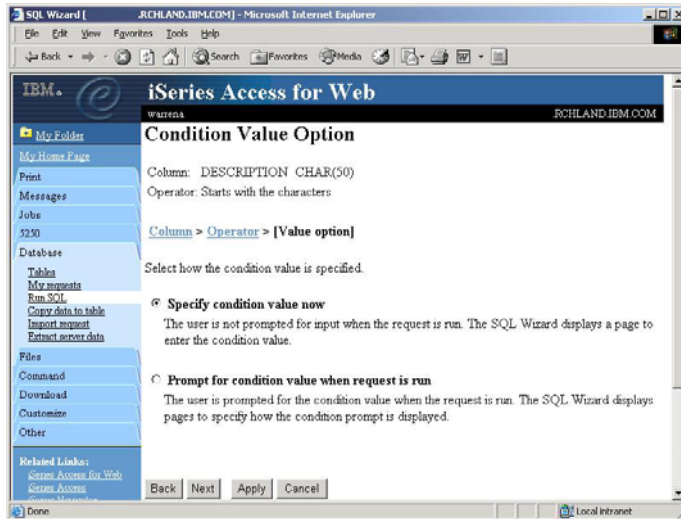 SQL Wizard [ .RCHLAND.IBM.COM] - Microsoft Internet Explorer
File Edit View Favorites Tools Help
Back Search Favorites Media
IBM.
iSeries Access for Web
warrena .RCHLAND.IBM.COM
My Folder
My Home Page
Print
Messages
Jobs
5250
Database
Tables
My requests
Run SQL
Copy data to table
Import request
Extract server data
Files
Command
Download
Customize
Other
Related Links:
iSeries Access for Web
iSeries Access
Condition Value Option
Column: DESCRIPTION CHAR(50)
Operator: Starts with the characters
Column > Operator > [Value option]
Select how the condition value is specified.
Specify condition value now
The user is not prompted for input when the request is run. The SQL Wizard displays a page to
enter the condition value.
Prompt for condition value when request is run
The user is prompted for the condition value when the request is run. The SQL Wizard displays
pages to specify how the condition prompt is displayed.
Back Next Apply Cancel
Done Local intranet